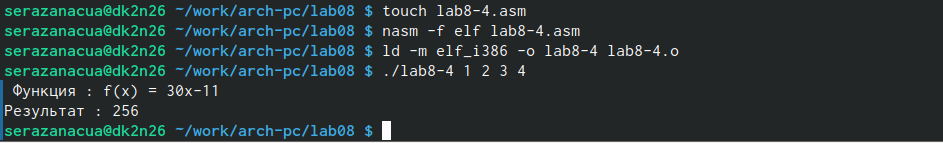 serazanacua@dk2n26 ~/work/arch-pc/lab08 $ touch lab8-4.asm
serazanacua@dk2n26 ~/work/arch-pc/lab08 $ nasm -f elf lab8-4.asm
serazanacua@dk2n26 ~/work/arch-pc/lab08 $ ld -m elf_i386 -o lab8-4 lab8-4.o
serazanacua@dk2n26 ~/work/arch-pc/lab08 $ ./lab8-4 1 2 3 4
Функция : f(x) = 30x-11
Результат : 256
serazanacua@dk2n26 ~/work/arch-pc/lab08 $